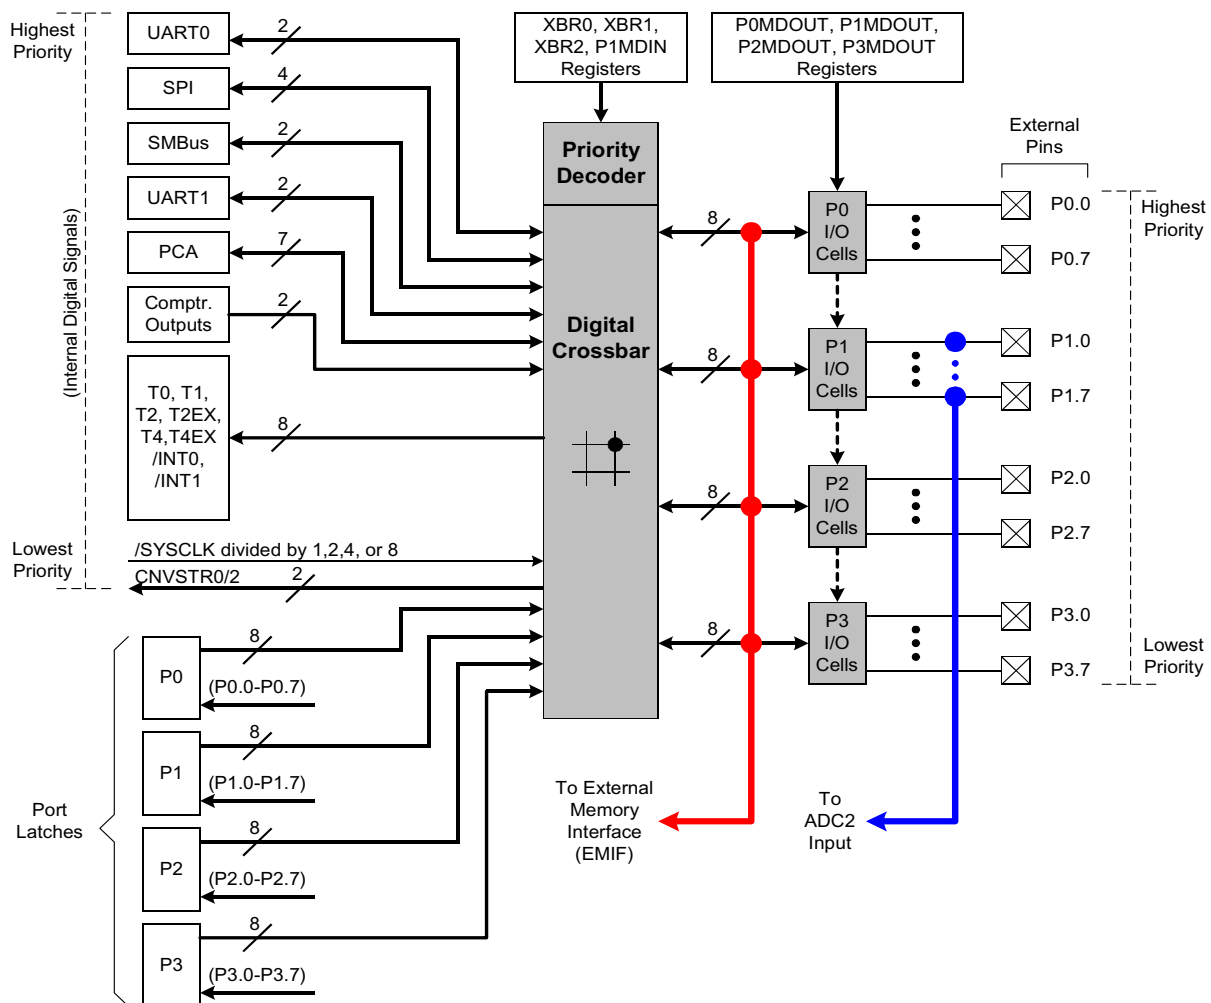 Highest
Priority
UART0
2
SPI
4
SMBus
2
UART1
2
PCA
7
Comptr.
Outputs
2
T0, T1,
T2, T2EX,
T4,T4EX
/INT0,
/INT1
8
(Internal Digital Signals)
Lowest
Priority
/SYSCLK divided by 1,2,4, or 8
CNVSTR0/2
2
Port
Latches
P0
8
(P0.0-P0.7)
P1
8
(P1.0-P1.7)
P2
8
(P2.0-P2.7)
P3
8
(P3.0-P3.7)
XBR0, XBR1,
XBR2, P1MDIN
Registers
Priority
Decoder
Digital
Crossbar
P0MDOUT, P1MDOUT,
P2MDOUT, P3MDOUT
Registers
8
8
8
8
P0
I/O
Cells
P1
I/O
Cells
P2
I/O
Cells
P3
I/O
Cells
External
Pins
P0.0
P0.7
P1.0
P1.7
P2.0
P2.7
P3.0
P3.7
Highest
Priority
Lowest
Priority
To External
Memory
Interface
(EMIF)
To
ADC2
Input